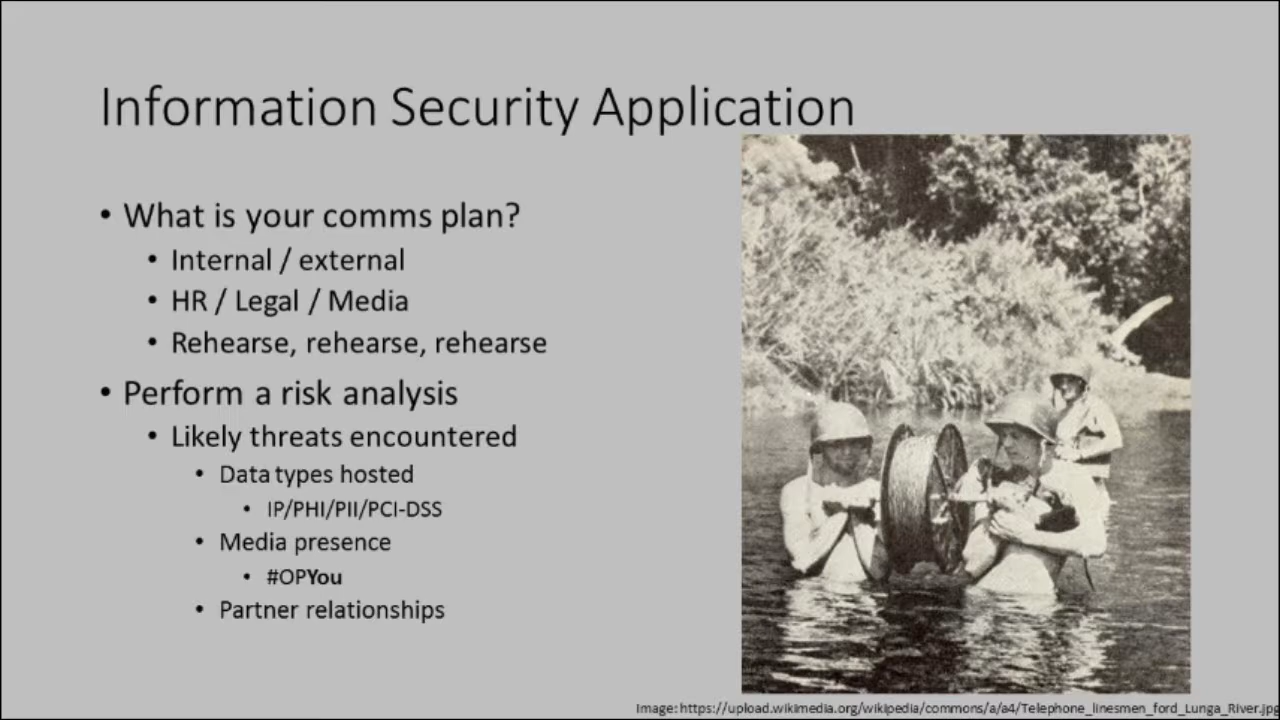 Information Security Application
• What is your comms plan?
• Internal / external
• HR / Legal / Media
• Rehearse, rehearse, rehearse
• Perform a risk analysis
• Likely threats encountered
• Data types hosted
• IP/PHI/PII/PCI-DSS
• Media presence
• #OPYou
• Partner relationships
Image: https://upload.wikimedia.org/wikipedia/commons/a/a4/Telephone_linesmen_ford_Lunga_River.jpg